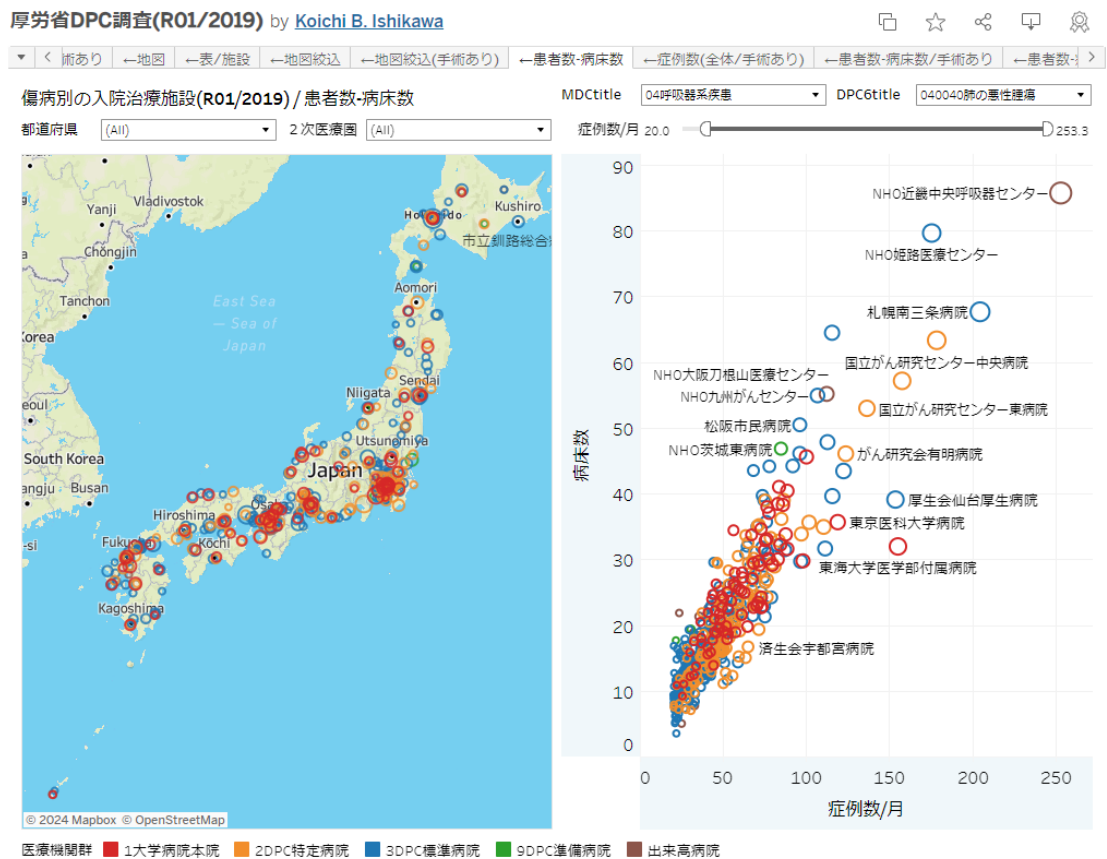 厚労省DPC調査(R01/2019) by Koichi B. Ishikawa
術あり) ←地図 ←表/施設 ←地図絞込 ←地図絞込(手術あり) ←患者数-病床数 ←症例数(全体/手術あり) ←患者数-病床数/手術あり ←患者数-
傷病別の入院治療施設(R01/2019) / 患者数-病床数
MDCtitle 04呼吸器系疾患 DPC6title 040040肺の悪性腫瘍
都道府県 (All) 2次医療圏 (All) 症例数/月 20.0 253.3
Yanji
Vladivostok
Chŏngjin
Tanchon
Korea
East Sea
— Sea of
Japan
eoul
South Korea
angju Busan
-si
Hokkaido
Kushiro
市立釧路総合
Aomori
Sendai
Niigata
Utsunomiya
Japan
Osaka
Hiroshima
Kōchi
Fukuoka
Kagoshima
© 2024 Mapbox © OpenStreetMap
病床数
90
80
70
60
50
40
30
20
10
0
NHO近畿中央呼吸器センター
NHO姫路医療センター
札幌南三条病院
国立がん研究センター中央病院
NHO大阪刀根山医療センター
NHO九州がんセンター
国立がん研究センター東病院
松阪市民病院
NHO茨城東病院
がん研究会有明病院
厚生会仙台厚生病院
東京医科大学病院
東海大学医学部付属病院
済生会宇都宮病院
0 50 100 150 200 250
症例数/月
医療機関群 1大学病院本院 2DPC特定病院 3DPC標準病院 9DPC準備病院 出来高病院